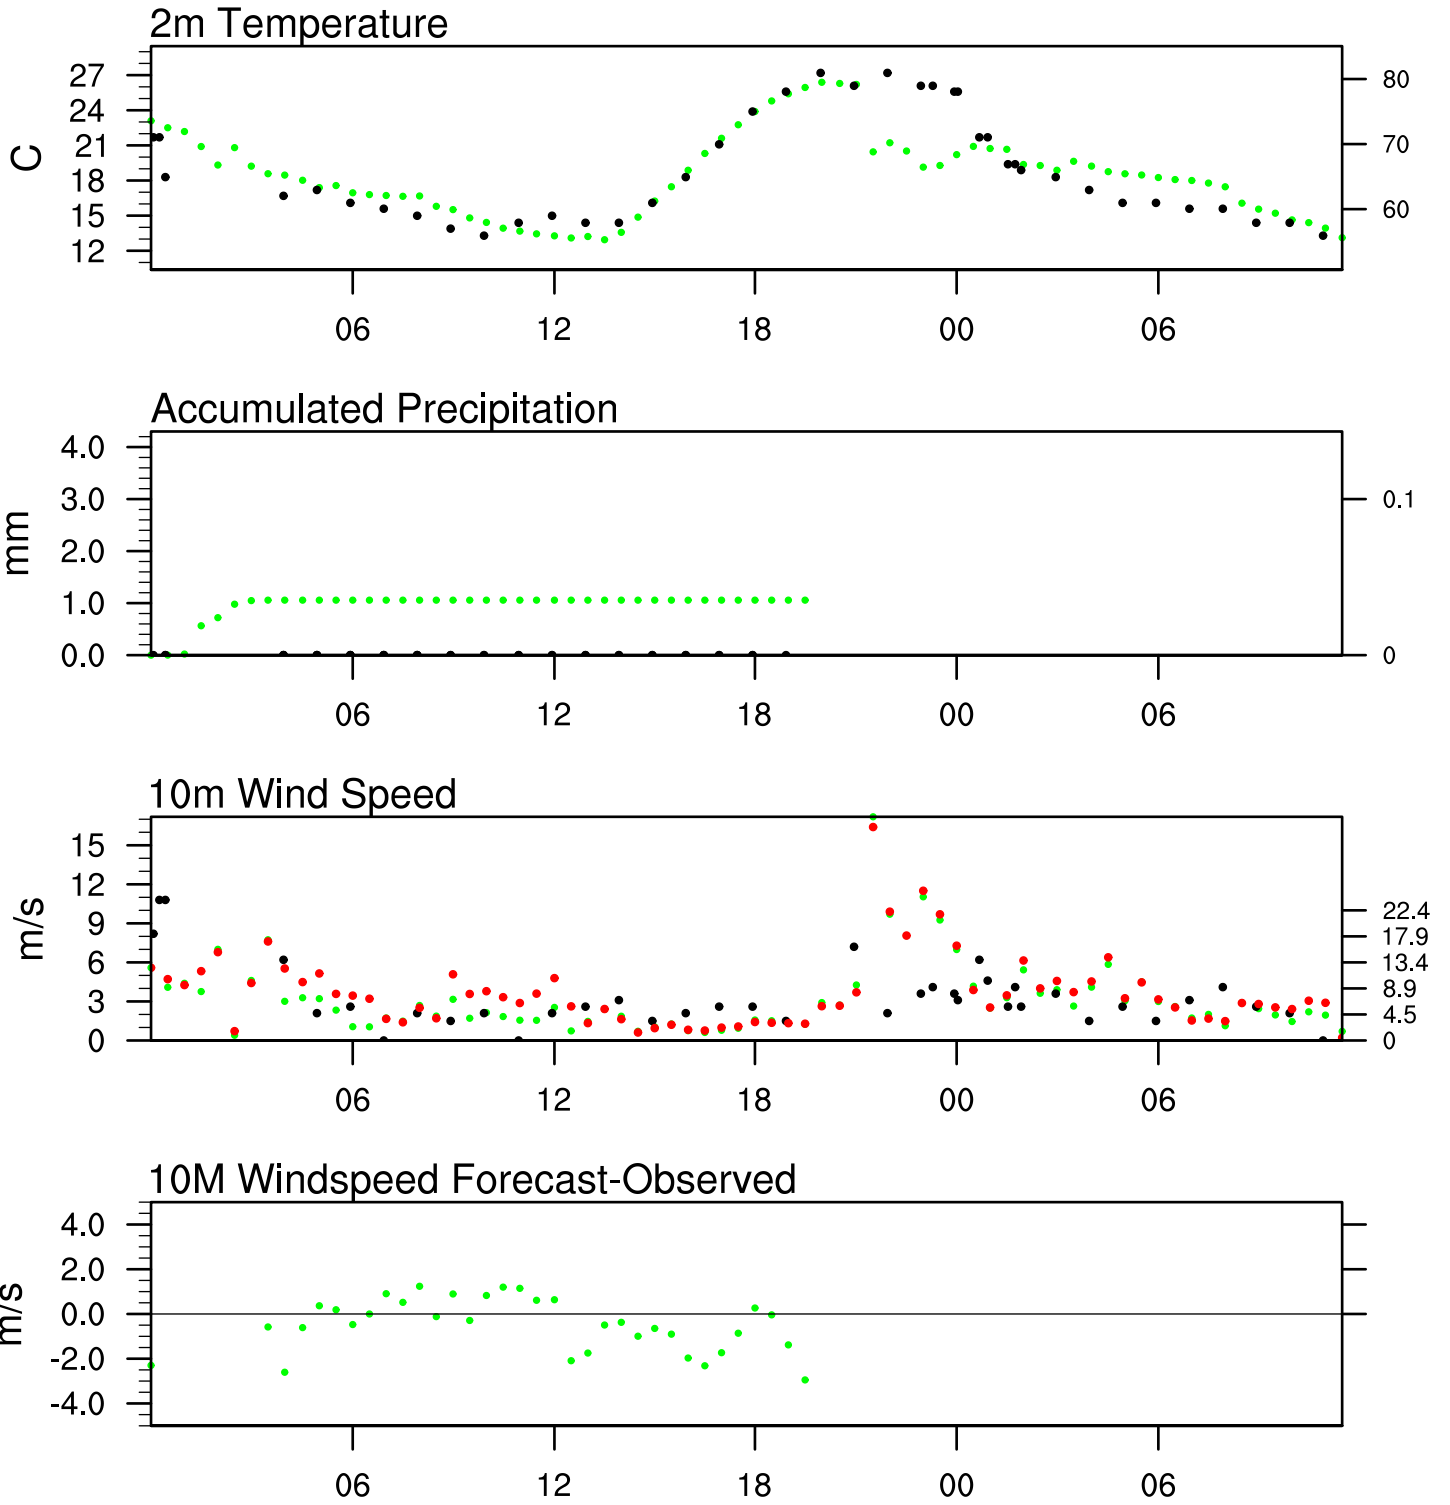 2m Temperature
27
24
21
18
15
12
C
80
70
60
06 12 18 00 06
Accumulated Precipitation
4.0
3.0
2.0
1.0
0.0
mm
0.1
0
06 12 18 00 06
10m Wind Speed
15
12
9
6
3
0
m/s
22.4
17.9
13.4
8.9
4.5
0
06 12 18 00 06
10M Windspeed Forecast-Observed
4.0
2.0
0.0
-2.0
-4.0
m/s
06 12 18 00 06